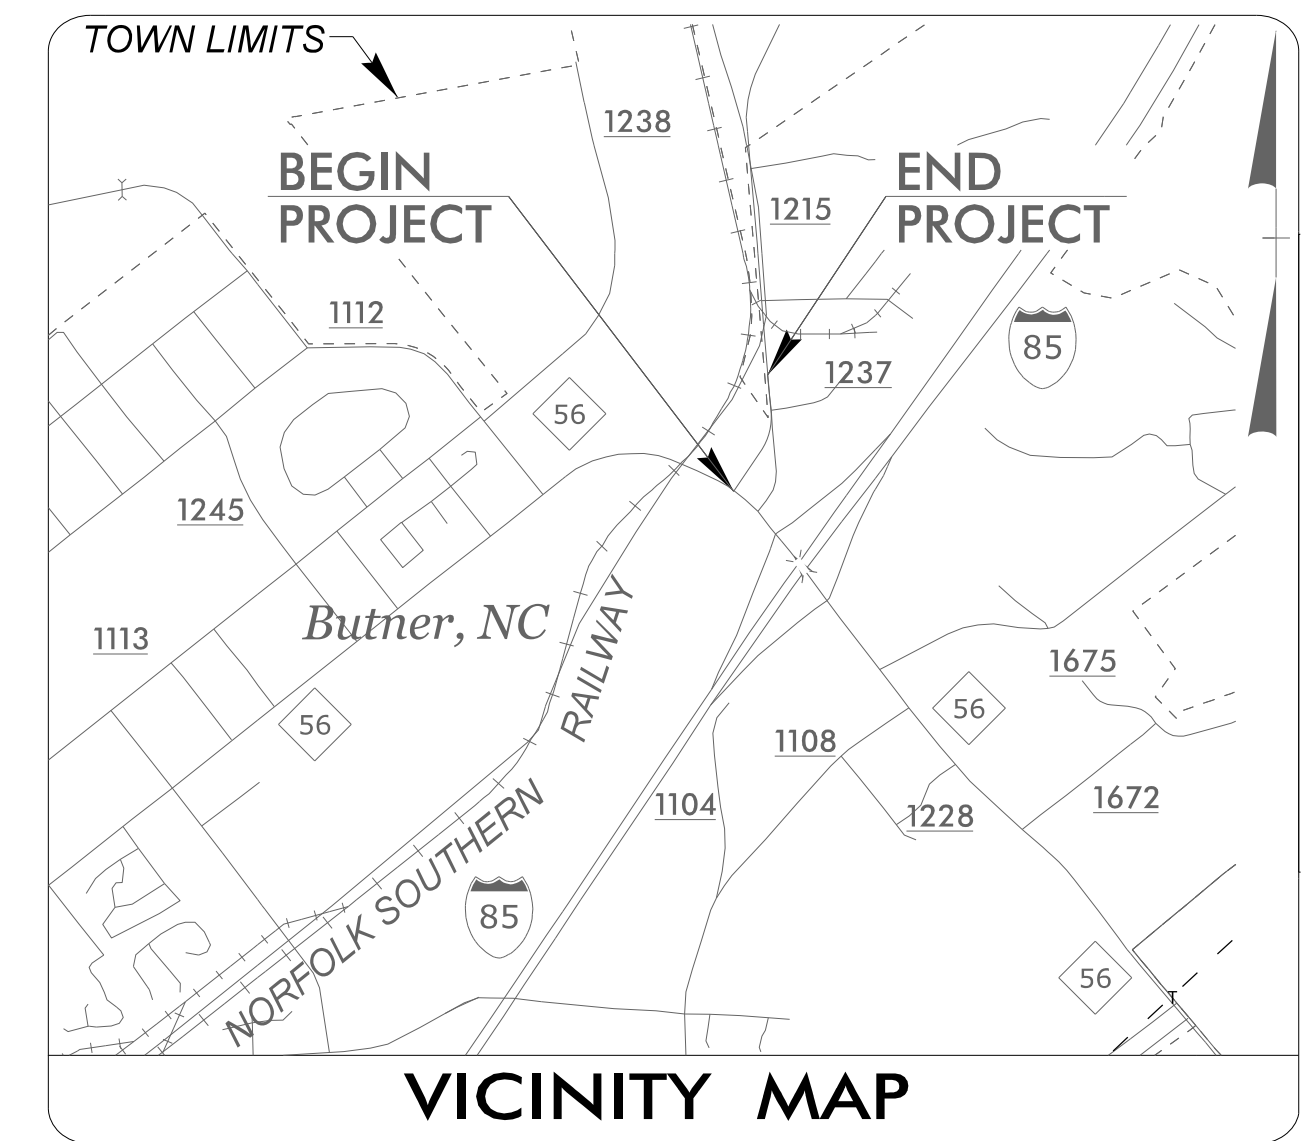 TOWN LIMITS
1238
BEGIN
PROJECT
END
PROJECT
1215
1112
85
1237
56
1245
Butner, NC
1113
RAILWAY
1675
56
56
1108
1104
1672
1228
NORFOLK SOUTHERN
85
56
T
VICINITY MAP